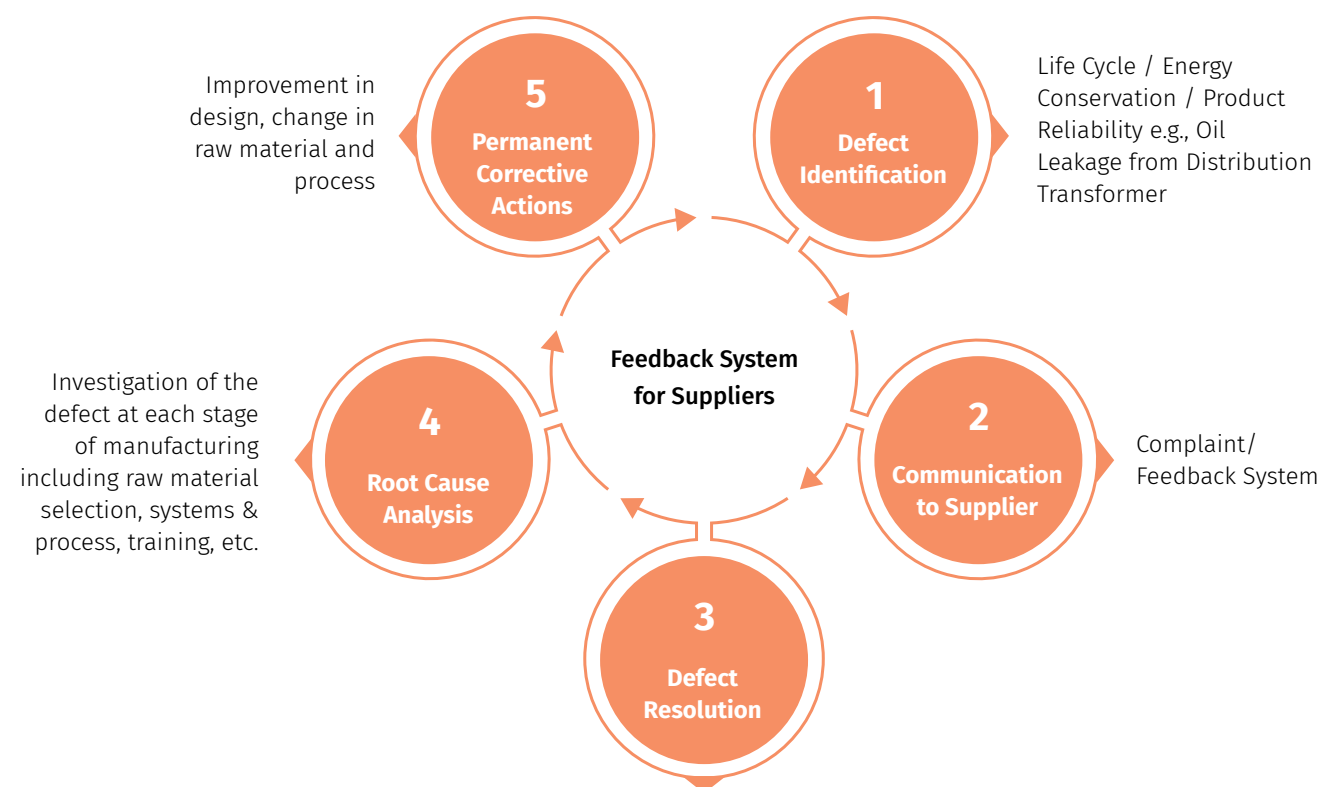 1
Defect
Identification
Life Cycle / Energy
Conservation / Product
Reliability e.g., Oil
Leakage from Distribution
Transformer
2
Communication
to Supplier
Complaint/
Feedback System
3
Defect
Resolution
4
Root Cause
Analysis
Investigation of the
defect at each stage
of manufacturing
including raw material
selection, systems &
process, training, etc.
5
Permanent
Corrective
Actions
Improvement in
design, change in
raw material and
process
Feedback System
for Suppliers